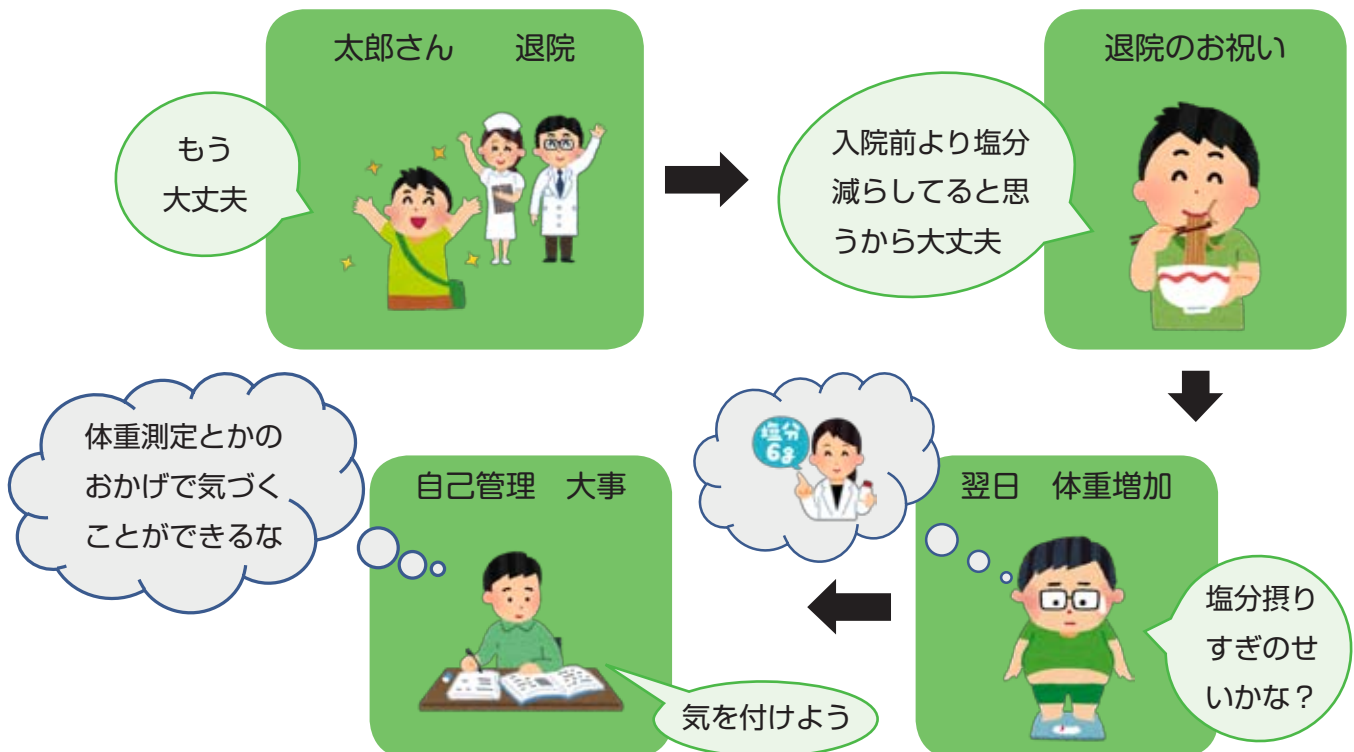 太郎さん　退院
もう
大丈夫
退院のお祝い
入院前より塩分
減らしてると思
うから大丈夫
翌日　体重増加
塩分
6g
塩分摂り
すぎのせ
いかな？
自己管理　大事
体重測定とかの
おかげで気づく
ことができるな
気を付けよう